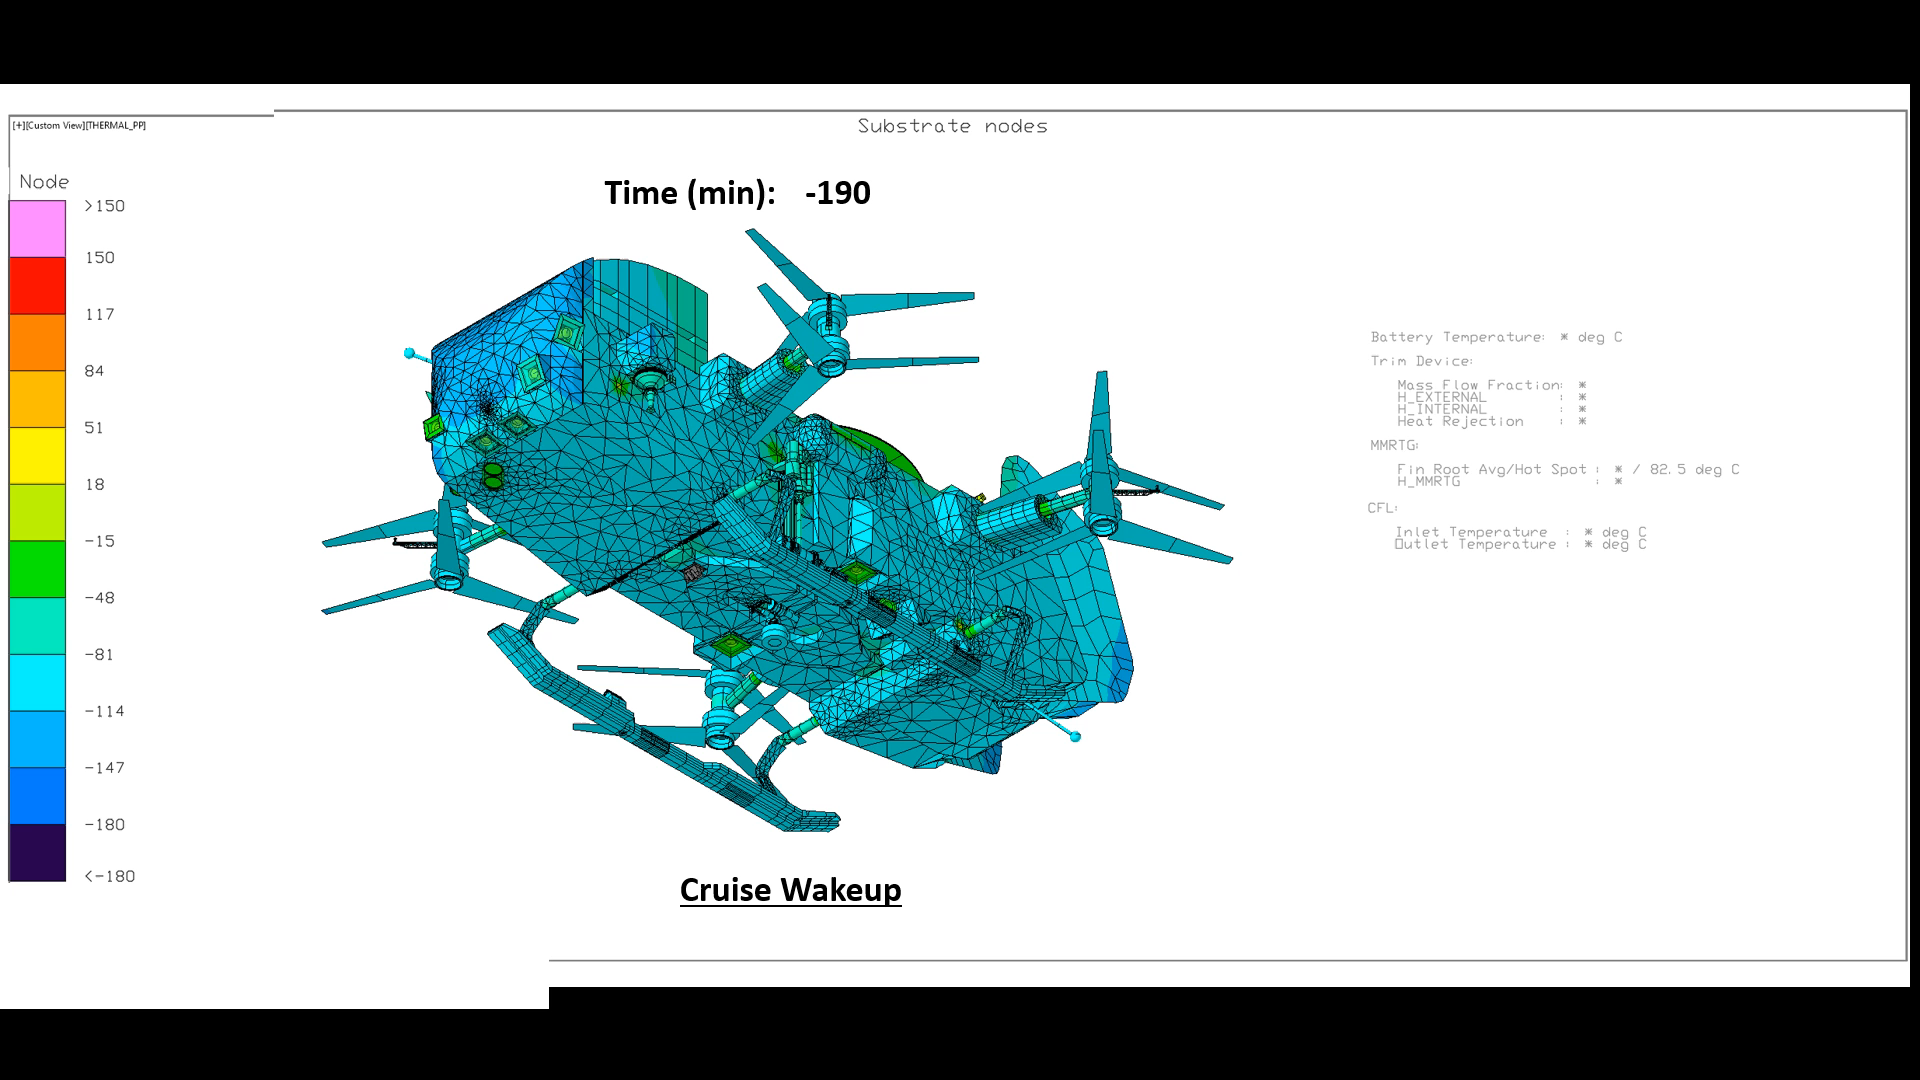 [+][Custom View][THERMAL_PP]
Substrate nodes
Time (min): -190
Node
>150
150
117
84
51
18
-15
-48
-81
-114
-147
-180
<-180
Battery Temperature: * deg C
Trim Device:
Mass Flow Fraction: *
H_EXTERNAL : *
H_INTERNAL : *
Heat Rejection : *
MMRTG:
Fin Root Avg/Hot Spot : * / 82.5 deg C
H_MMRTG : *
CFL:
Inlet Temperature : * deg C
Outlet Temperature : * deg C
Cruise Wakeup